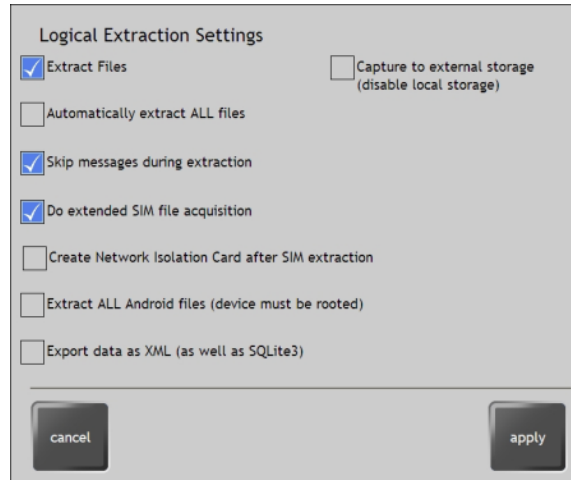 Logical Extraction Settings
Extract Files
Capture to external storage
(disable local storage)
Automatically extract ALL files
Skip messages during extraction
Do extended SIM file acquisition
Create Network Isolation Card after SIM extraction
Extract ALL Android files (device must be rooted)
Export data as XML (as well as SQLite3)
cancel
apply